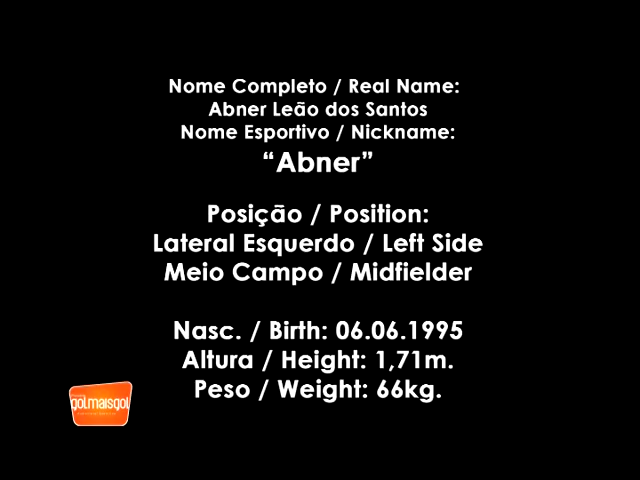 Nome Completo / Real Name:
Abner Leão dos Santos
Nome Esportivo / Nickname:
“Abner”
Posição / Position:
Lateral Esquerdo / Left Side
Meio Campo / Midfielder
Nasc. / Birth: 06.06.1995
Altura / Height: 1,71m.
Peso / Weight: 66kg.
golmaisgol